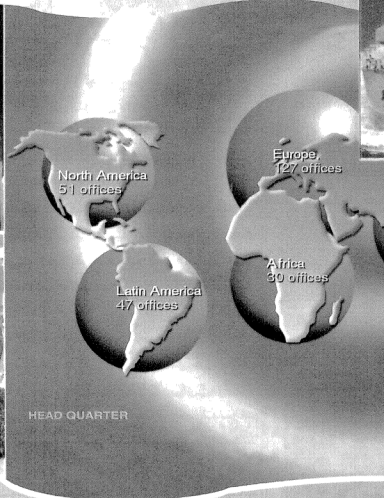 North America
51 offices
Europe
127 offices
Latin America
47 offices
Africa
30 offices
HEAD QUARTER